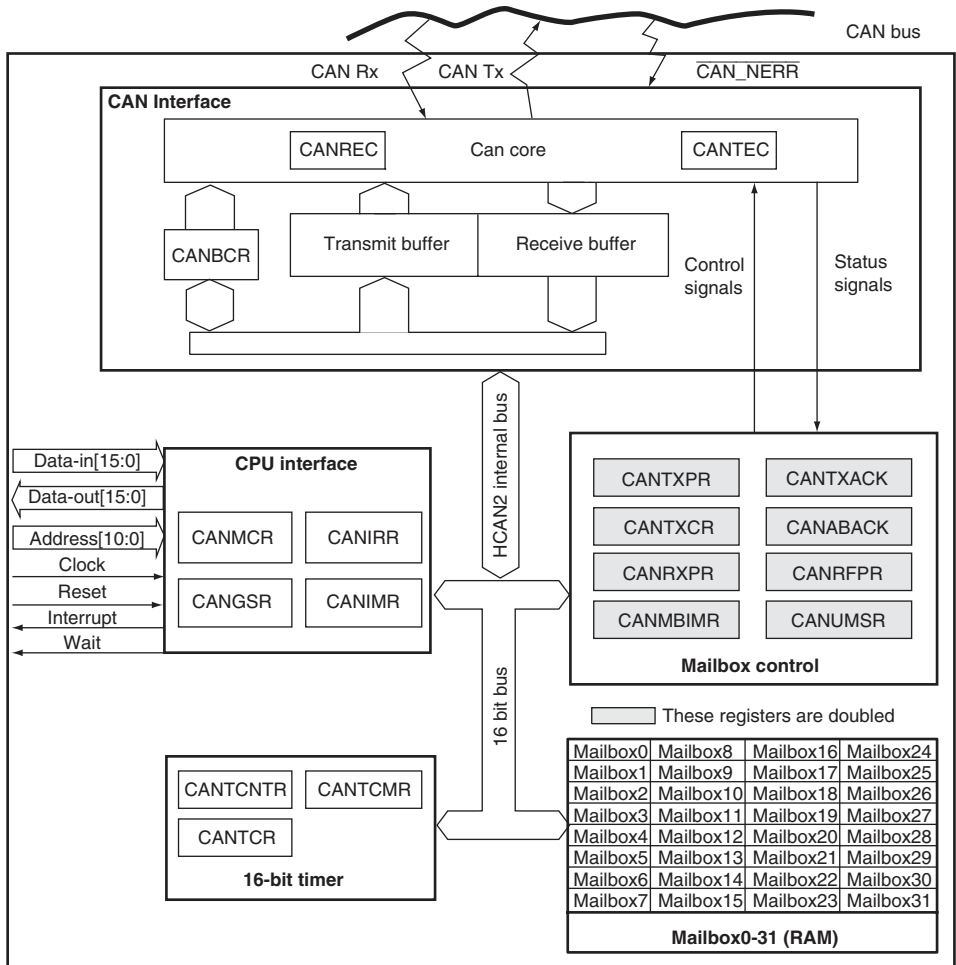 CAN bus
CAN Rx
CAN Tx
CAN_NERR
CAN Interface
CANREC
Can core
CANTEC
CANBCR
Transmit buffer
Receive buffer
Control
signals
Status
signals
HCAN2 internal bus
Data-in[15:0]
Data-out[15:0]
Address[10:0]
Clock
Reset
Interrupt
Wait
CPU interface
CANMCR
CANIRR
CANGSR
CANIMR
CANTXPR
CANTXACK
CANTXCR
CANABACK
CANRXPR
CANRFPR
CANMBIMR
CANUMSR
Mailbox control
16 bit bus
These registers are doubled
CANTCNTR
CANTCMR
CANTCR
16-bit timer
Mailbox0 Mailbox8 Mailbox16 Mailbox24
Mailbox1 Mailbox9 Mailbox17 Mailbox25
Mailbox2 Mailbox10 Mailbox18 Mailbox26
Mailbox3 Mailbox11 Mailbox19 Mailbox27
Mailbox4 Mailbox12 Mailbox20 Mailbox28
Mailbox5 Mailbox13 Mailbox21 Mailbox29
Mailbox6 Mailbox14 Mailbox22 Mailbox30
Mailbox7 Mailbox15 Mailbox23 Mailbox31
Mailbox0-31 (RAM)